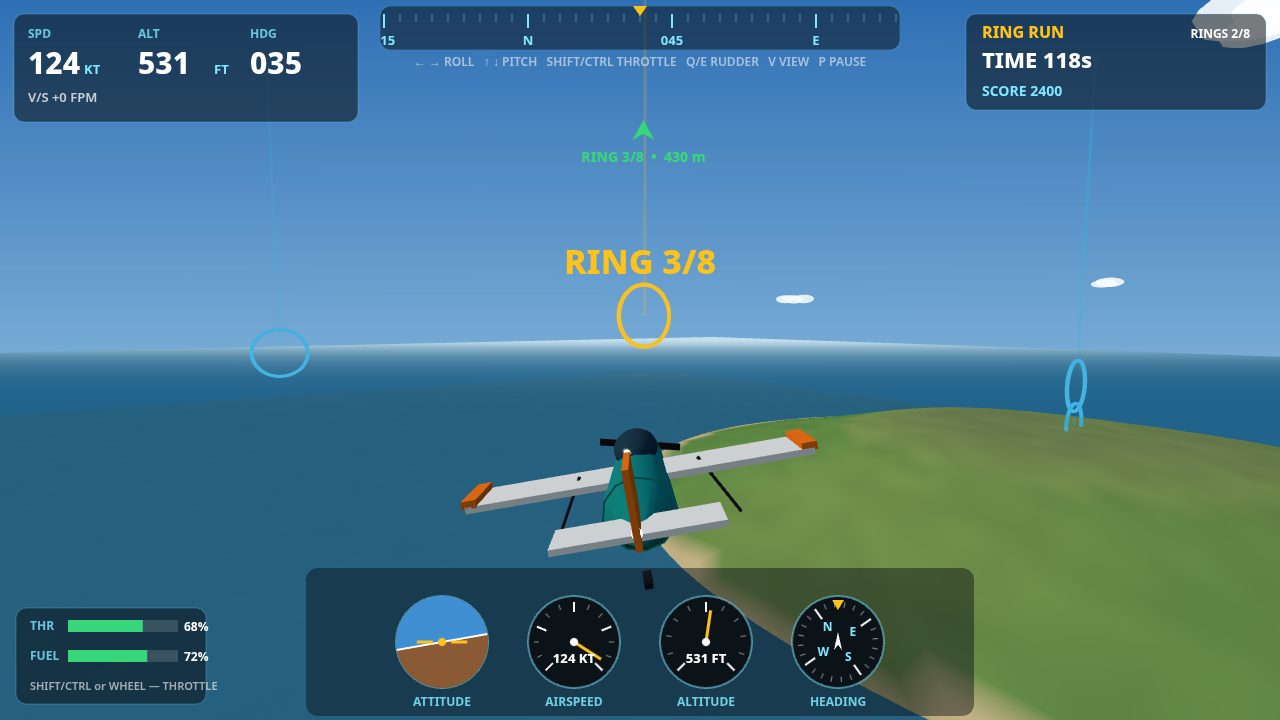 SPD ALT HDG
124 KT 531 FT 035
V/S +0 FPM
15 N 045 E
← → ROLL ↑ ↓ PITCH SHIFT/CTRL THROTTLE Q/E RUDDER V VIEW P PAUSE
RING RUN RINGS 2/8
TIME 118s
SCORE 2400
RING 3/8 • 430 m
RING 3/8
THR 68%
FUEL 72%
SHIFT/CTRL or WHEEL — THROTTLE
124 KT
531 FT
N E S W
ATTITUDE AIRSPEED ALTITUDE HEADING